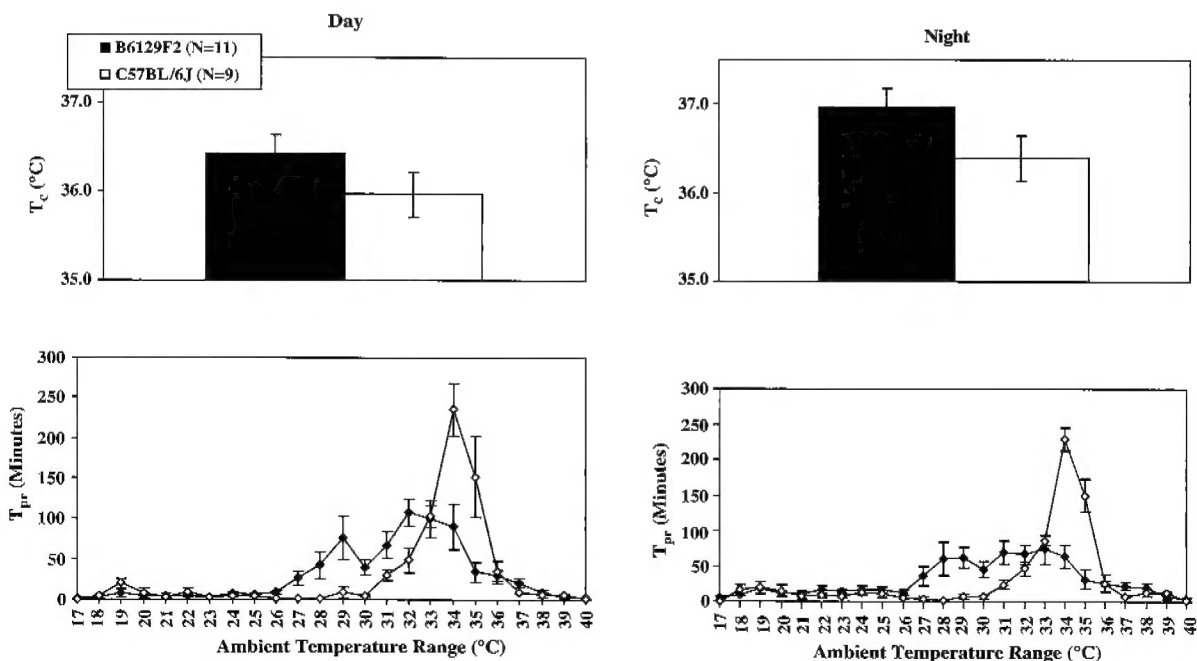 Day
■ B6129F2 (N=11)
□ C57BL/6J (N=9)
37.0
36.0
35.0
T_c (°C)
Night
37.0
36.0
35.0
T_c (°C)
300
250
200
150
100
50
0
T_pr (Minutes)
17 18 19 20 21 22 23 24 25 26 27 28 29 30 31 32 33 34 35 36 37 38 39 40
Ambient Temperature Range (°C)
300
250
200
150
100
50
0
T_pr (Minutes)
17 18 19 20 21 22 23 24 25 26 27 28 29 30 31 32 33 34 35 36 37 38 39 40
Ambient Temperature Range (°C)